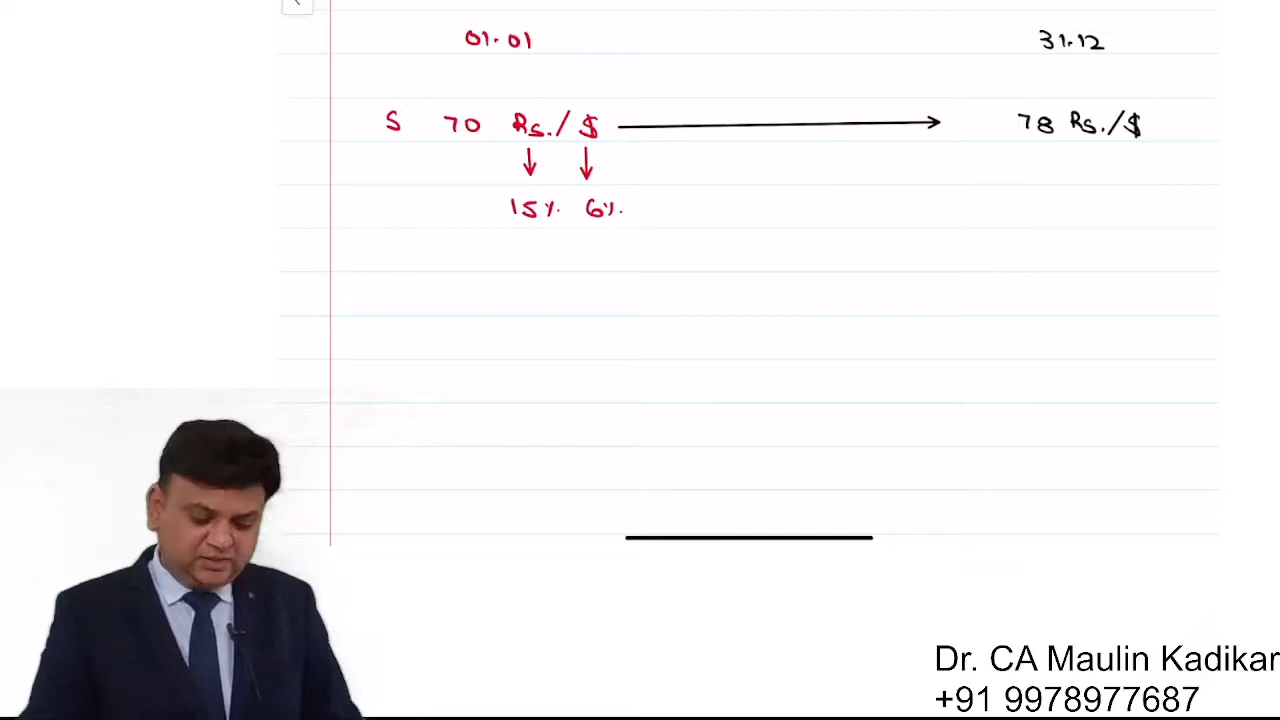 01.01 31.12
S 70 Rs./$ 78 Rs./$
15% 6%.
Dr. CA Maulin Kadikar
+91 9978977687